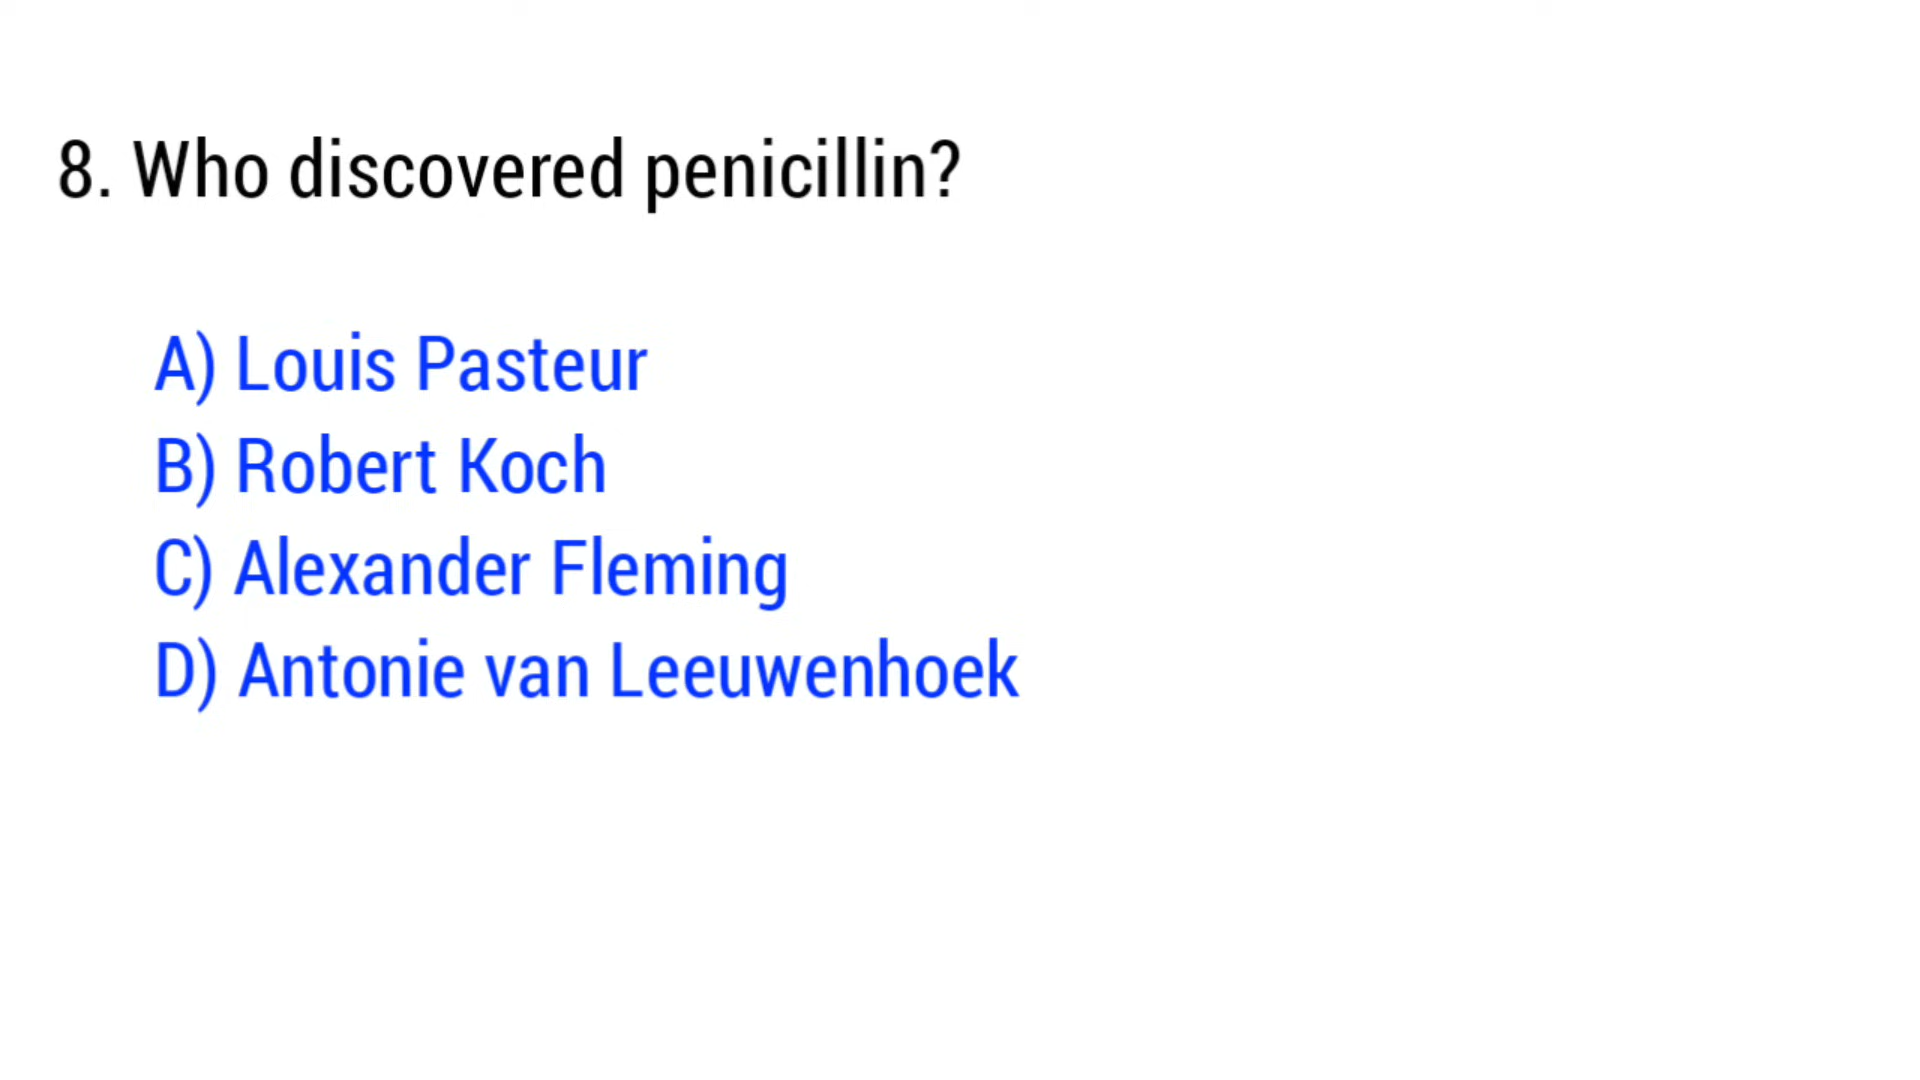 8. Who discovered penicillin?
A) Louis Pasteur
B) Robert Koch
C) Alexander Fleming
D) Antonie van Leeuwenhoek